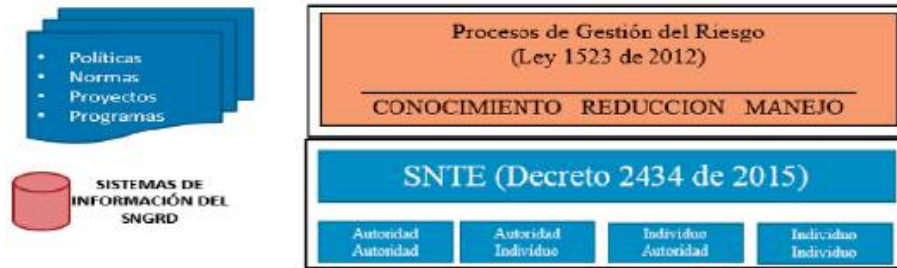 • Políticas
• Normas
• Proyectos
• Programas
SISTEMAS DE
INFORMACIÓN DEL
SNGRD
Procesos de Gestión del Riesgo
(Ley 1523 de 2012)
CONOCIMIENTO REDUCCION MANEJO
SNTE (Decreto 2434 de 2015)
Autoridad
Autoridad
Autoridad
Individuo
Individuo
Autoridad
Individuo
Individuo